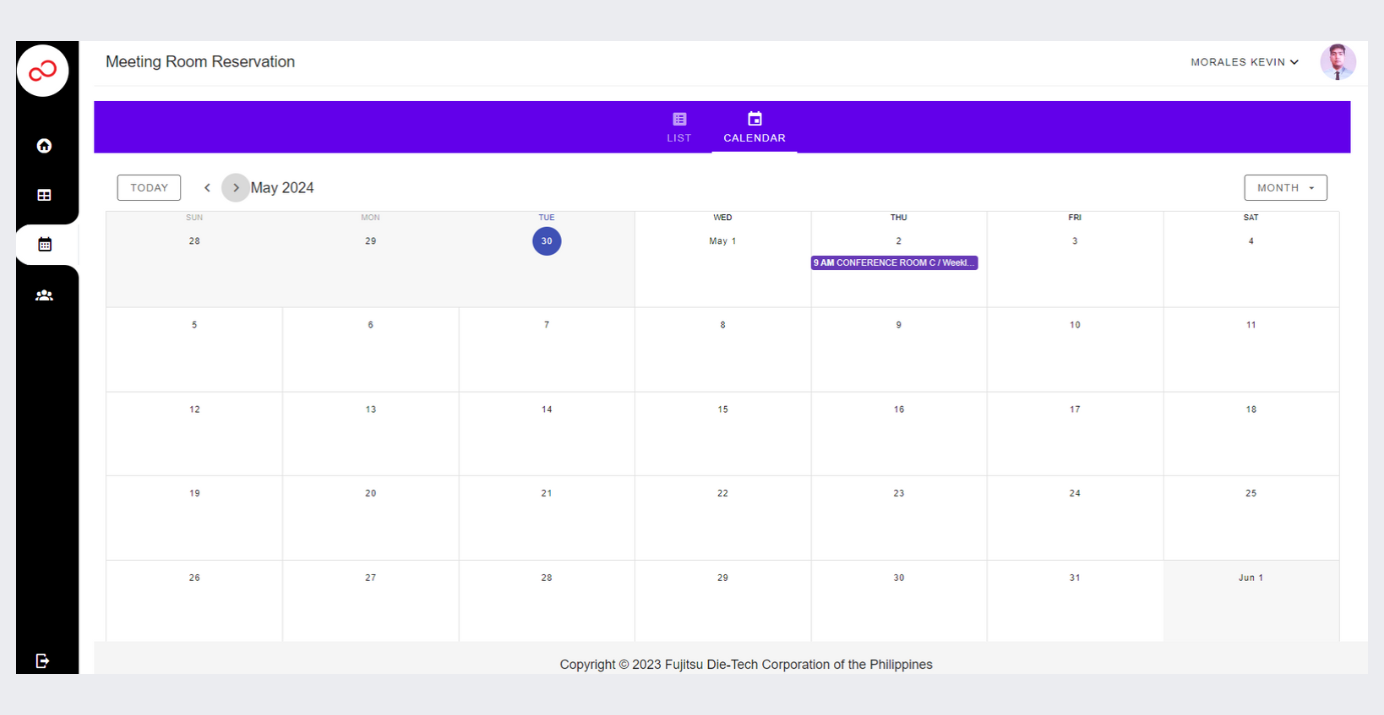 Meeting Room Reservation
MORALES KEVIN
LIST CALENDAR
TODAY May 2024 MONTH
SUN MON TUE WED THU FRI SAT
28 29 30 May 1 2 3 4
9 AM CONFERENCE ROOM C / Weekl...
5 6 7 8 9 10 11
12 13 14 15 16 17 18
19 20 21 22 23 24 25
26 27 28 29 30 31 Jun 1
Copyright © 2023 Fujitsu Die-Tech Corporation of the Philippines